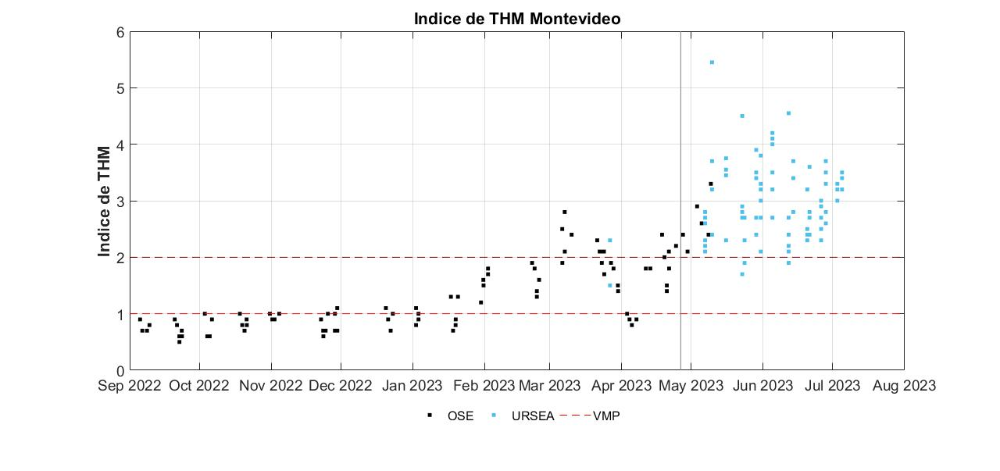 Indice de THM Montevideo
Indice de THM
6
5
4
3
2
1
0
Sep 2022 Oct 2022 Nov 2022 Dec 2022 Jan 2023 Feb 2023 Mar 2023 Apr 2023 May 2023 Jun 2023 Jul 2023 Aug 2023
OSE URSEA VMP